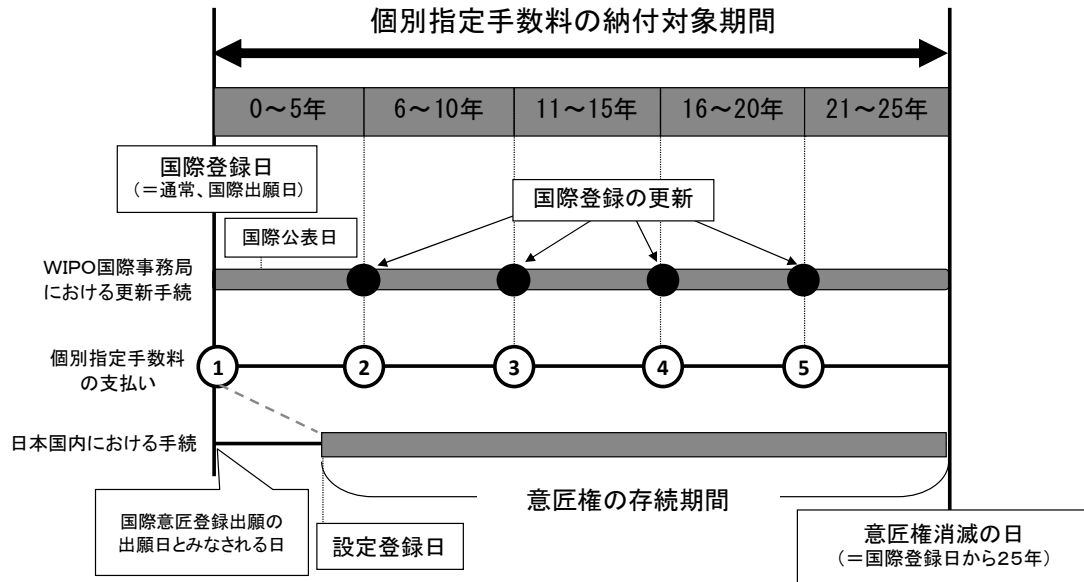 個別指定手数料の納付対象期間
0～5年
6～10年
11～15年
16～20年
21～25年
国際登録日
(＝通常、国際出願日)
国際登録の更新
国際公表日
WIPO国際事務局
における更新手続
個別指定手数料
の支払い
1
2
3
4
5
日本国内における手続
意匠権の存続期間
国際意匠登録出願の
出願日とみなされる日
設定登録日
意匠権消滅の日
(＝国際登録日から25年)